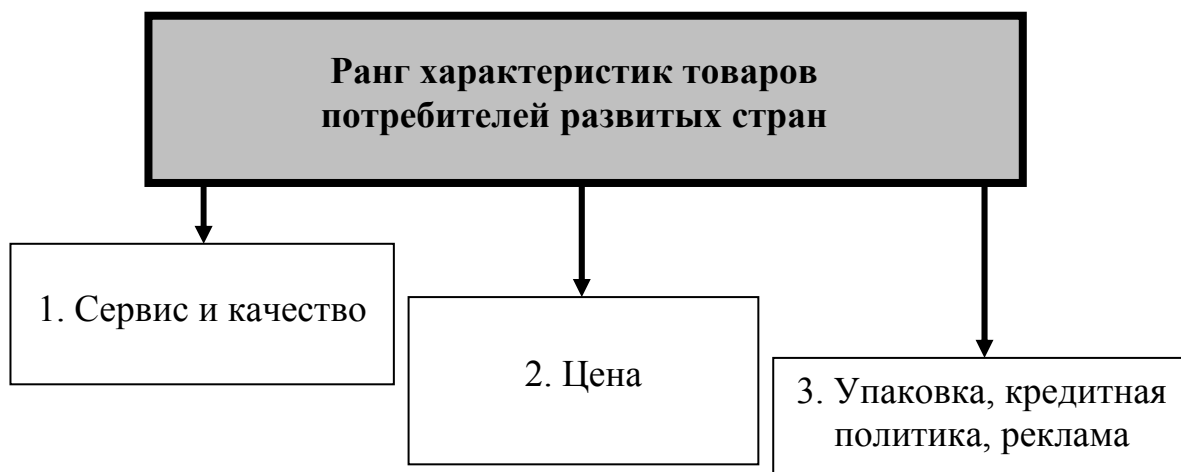 Ранг характеристик товаров
потребителей развитых стран
1. Сервис и качество
2. Цена
3. Упаковка, кредитная
политика, реклама